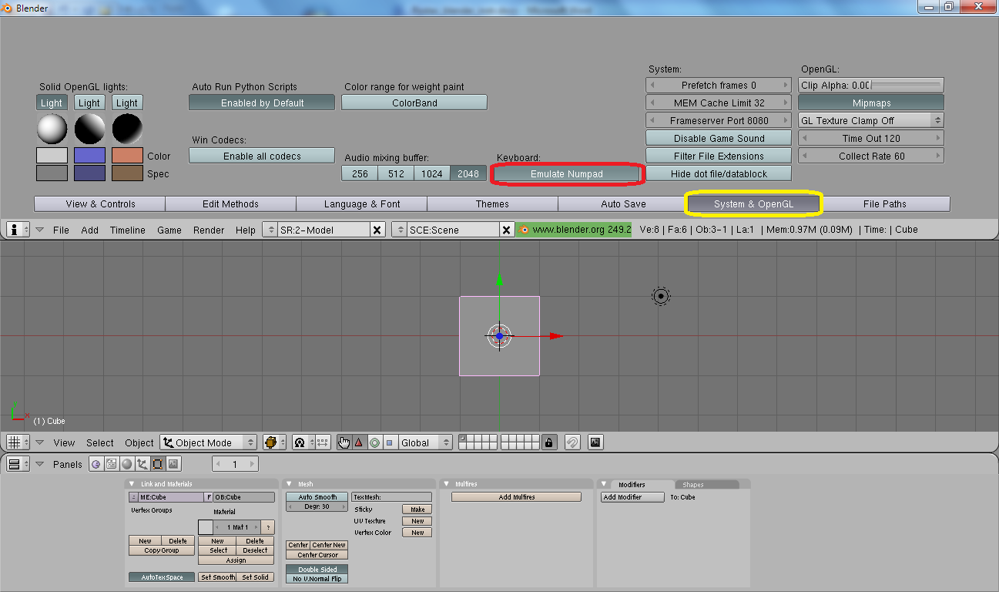 Blender
System:
OpenGL:
Solid OpenGL lights:
Auto Run Python Scripts
Color range for weight paint
Prefetch frames 0
Clip Alpha: 0.00
Light
Light
Light
Enabled by Default
ColorBand
MEM Cache Limit 32
Mipmaps
Frameserver Port 8080
GL Texture Clamp Off
Win Codecs:
Disable Game Sound
Time Out 120
Color
Enable all codecs
Audio mixing buffer:
Keyboard:
Filter File Extensions
Collect Rate 60
Spec
256
512
1024
2048
Emulate Numpad
Hide dot file/datablock
View & Controls
Edit Methods
Language & Font
Themes
Auto Save
System & OpenGL
File Paths
File Add Timeline Game Render Help
SR:2-Model
SCE:Scene
www.blender.org 249.2
Ve:8 | Fa:6 | Ob:3-1 | La:1 | Mem:0.97M (0.09M) | Time: | Cube
x
(1) Cube
View Select Object
Object Mode
Global
Panels
1
Link and Materials
ME:Cube
F
OB:Cube
Vertex Groups
Material
1 Mat 1
?
New
Delete
Copy Group
New
Delete
Select
Deselect
Assign
AutoTexSpace
Set Smooth
Set Solid
Mesh
Auto Smooth
Degr: 30
TexMesh:
Sticky
Make
UV Texture
New
Vertex Color
New
Center
Center New
Center Cursor
Double Sided
No V.Normal Flip
Multires
Add Multires
Modifiers
Shapes
Add Modifier
To: Cube